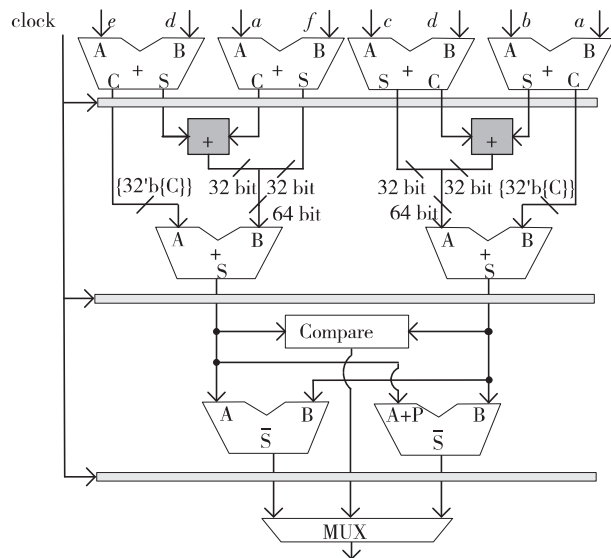 clock e d a f c d b a
A B A B A B A B
+ + + +
C S C S S C S C
+ +
32 bit 32 bit 32 bit 32 bit
{32'b{C}} {32'b{C}}
64 bit 64 bit
A B A B
+ +
S S
Compare
A B A+P B
S̄ S̄
MUX